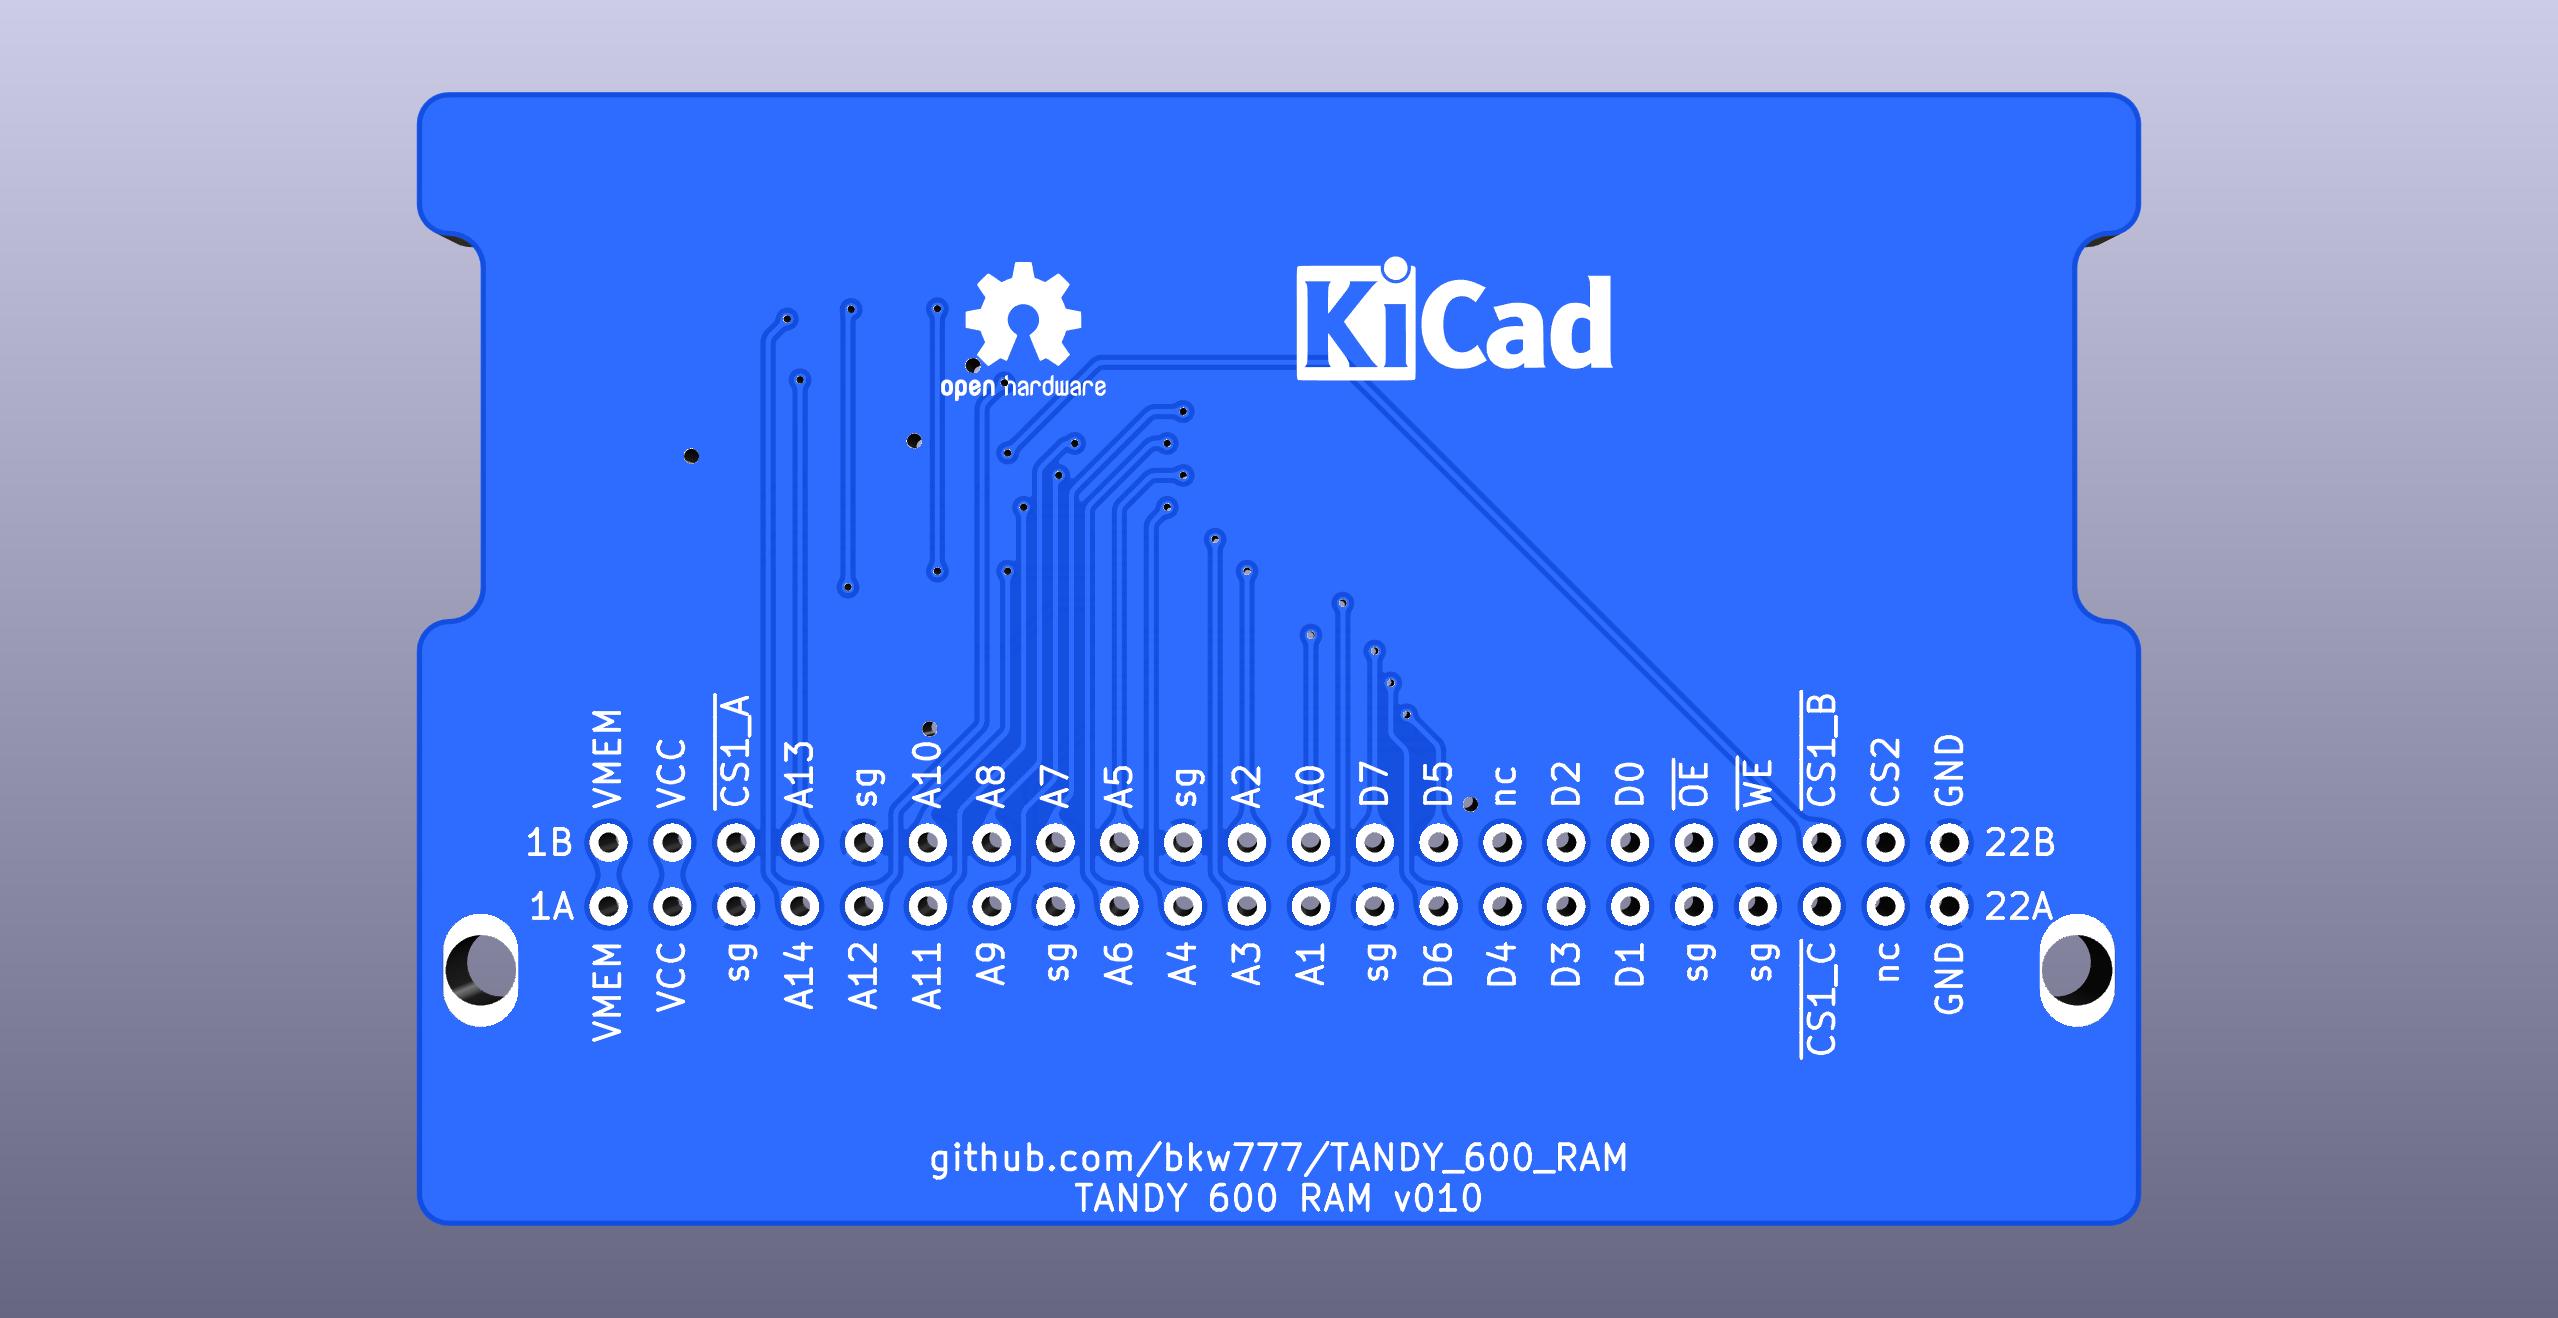 KiCad
open hardware
VMEM VCC CS1_A A13 sg A10 A8 A7 A5 sg A2 A0 D7 D5 nc D2 D0 OE WE CS1_B CS2 GND
1B 22B
1A 22A
VMEM VCC sg A14 A12 A11 A9 sg A6 A4 A3 A1 sg D6 D4 D3 D1 sg sg CS1_C nc GND
github.com/bkw777/TANDY_600_RAM
TANDY 600 RAM v010